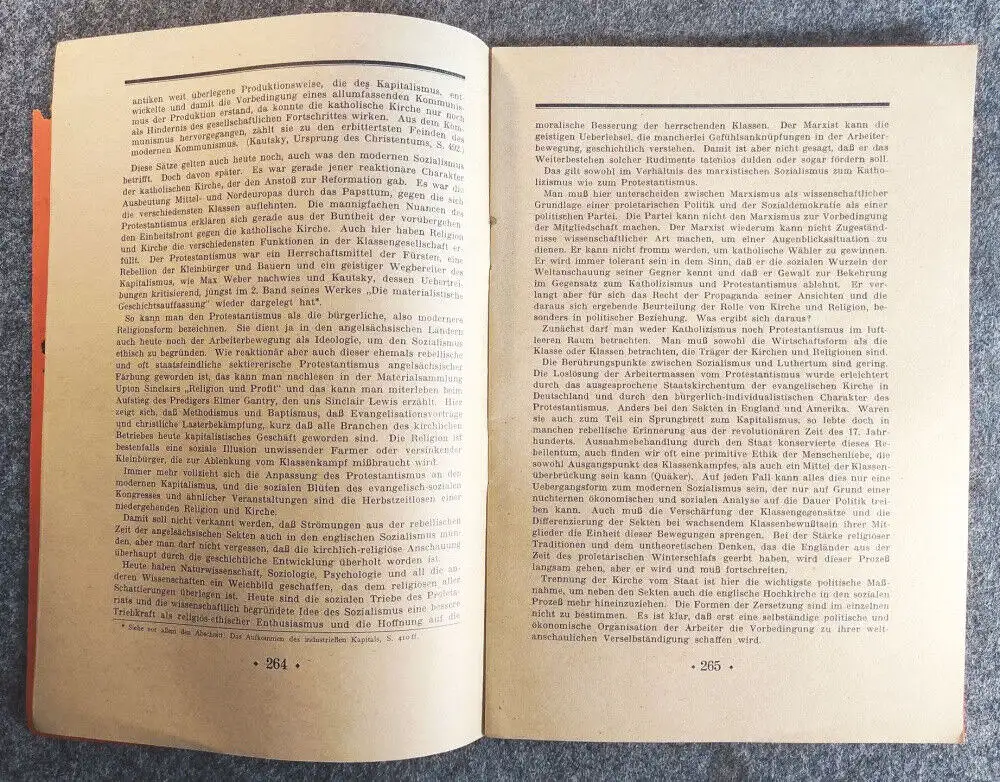 antiken weit überlegene Produktionsweise, die des Kapitalismus, ent-
wickelte und damit die Vorbedingung eines allumfassenden Kommunis-
mus der Produktion erstand, da konnte die katholische Kirche nur noch
als Hindernis des gesellschaftlichen Fortschrittes wirken. Aus dem Kom-
munismus hervorgegangen, zählt sie zu den erbittertsten Feinden des
modernen Kommunismus. (Kautsky, Ursprung des Christentums, S. 492.)
Diese Sätze gelten auch heute noch, auch was den modernen Sozialismus
betrifft. Doch davon später. Es war gerade jener reaktionäre Charakter
der katholischen Kirche, der den Anstoß zur Reformation gab. Es war die
Ausbeutung Mittel- und Nordeuropas durch das Papsttum, gegen die sich
die verschiedensten Klassen auflehnten. Die mannigfachen Nuancen des
Protestantismus erklären sich gerade aus der Buntheit der vorübergehen
den Einheitsfront gegen die katholische Kirche. Auch hier haben Religion
und Kirche die verschiedensten Funktionen in der Klassengesellschaft er-
füllt. Der Protestantismus war ein Herrschaftsmittel der Fürsten, eine
Rebellion der Kleinbürger und Bauern und ein geistiger Wegbereiter des
Kapitalismus, wie Max Weber nachwies und Kautsky, dessen Uebertrei-
bungen kritisierend, jüngst im 2. Band seines Werkes „Die materialistische
Geschichtsauffassung" wieder dargelegt hat*.
So kann man den Protestantismus als die bürgerliche, also modernere
Religionsform bezeichnen. Sie dient ja in den angelsächsischen Ländern
auch heute noch der Arbeiterbewegung als Ideologie, um den Sozialismus
ethisch zu begründen. Wie reaktionär aber auch dieser ehemals rebellische
und oft staatsfeindliche sektiererische Protestantismus angelsächsischer
Färbung geworden ist, das kann man nachlesen in der Materialsammlung
Upton Sinclairs „Religion und Profit" und das kann man miterleben beim
Aufstieg des Predigers Elmer Gantry, den uns Sinclair Lewis erzählt. Hier
zeigt sich, daß Methodismus und Baptismus, daß Evangelisationsvorträge
und christliche Lasterbekämpfung, kurz daß alle Branchen des kirchlichen
Betriebes heute kapitalistisches Geschäft geworden sind. Die Religion ist
bestenfalls eine soziale Illusion unwissender Farmer oder versinkender
Kleinbürger, die zur Ablenkung vom Klassenkampf mißbraucht wird.
Immer mehr vollzieht sich die Anpassung des Protestantismus an den
modernen Kapitalismus, und die sozialen Blüten des evangelisch-sozialen
Kongresses und ähnlicher Veranstaltungen sind die Herbstzeitlosen einer
niedergehenden Religion und Kirche.
Damit soll nicht verkannt werden, daß Strömungen aus der rebellischen
Zeit der angelsächsischen Sekten auch in den englischen Sozialismus mün-
den, aber man darf nicht vergessen, daß die kirchlich-religiöse Anschauung
überhaupt durch die geschichtliche Entwicklung überholt worden ist.
Heute haben Naturwissenschaft, Soziologie, Psychologie und all die an-
deren Wissenschaften ein Weichbild geschaffen, das dem religiösen aller
Schattierungen überlegen ist. Heute sind die sozialen Triebe des Proleta-
riats und die wissenschaftlich begründete Idee des Sozialismus eine bessere
Triebkraft als religiös-ethischer Enthusiasmus und die Hoffnung auf die
* Siehe vor allem den Abschnitt: Das Aufkommen des industriellen Kapitals, S. 410 ff.
• 264 •
moralische Besserung der herrschenden Klassen. Der Marxist kann die
geistigen Ueberlebsel, die mancherlei Gefühlsanknüpfungen in der Arbeiter-
bewegung, geschichtlich verstehen. Damit ist aber nicht gesagt, daß er das
Weiterbestehen solcher Rudimente tatenlos dulden oder sogar fördern soll.
Das gilt sowohl im Verhältnis des marxistischen Sozialismus zum Katho-
lizismus wie zum Protestantismus.
Man muß hier unterscheiden zwischen Marxismus als wissenschaftlicher
Grundlage einer proletarischen Politik und der Sozialdemokratie als einer
politischen Partei. Die Partei kann nicht den Marxismus zur Vorbedingung
der Mitgliedschaft machen. Der Marxist wiederum kann nicht Zugeständ-
nisse wissenschaftlicher Art machen, um einer Augenblickssituation zu
dienen. Er kann nicht fromm werden, um katholische Wähler zu gewinnen.
Er wird immer tolerant sein in dem Sinn, daß er die sozialen Wurzeln der
Weltanschauung seiner Gegner kennt und daß er Gewalt zur Bekehrung
im Gegensatz zum Katholizismus und Protestantismus ablehnt. Er ver-
langt aber für sich das Recht der Propaganda seiner Ansichten und die
daraus sich ergebende Beurteilung der Rolle von Kirche und Religion, be-
sonders in politischer Beziehung. Was ergibt sich daraus?
Zunächst darf man weder Katholizismus noch Protestantismus im luft-
leeren Raum betrachten. Man muß sowohl die Wirtschaftsform als die
Klasse oder Klassen betrachten, die Träger der Kirchen und Religionen sind.
Die Berührungspunkte zwischen Sozialismus und Luthertum sind gering.
Die Loslösung der Arbeitermassen vom Protestantismus wurde erleichtert
durch das ausgesprochene Staatskirchentum der evangelischen Kirche in
Deutschland und durch den bürgerlich-individualistischen Charakter des
Protestantismus. Anders bei den Sekten in England und Amerika. Waren
sie auch zum Teil ein Sprungbrett zum Kapitalismus, so lebte doch in
manchen rebellische Erinnerung aus der revolutionären Zeit des 17. Jahr-
hunderts. Ausnahmebehandlung durch den Staat konservierte dieses Re-
bellentum, auch finden wir oft eine primitive Ethik der Menschenliebe, die
sowohl Ausgangspunkt des Klassenkampfes, als auch ein Mittel der Klassen-
überbrückung sein kann (Quäker). Auf jeden Fall kann alles dies nur eine
Uebergangsform zum modernen Sozialismus sein, der nur auf Grund einer
nüchternen ökonomischen und sozialen Analyse auf die Dauer Politik trei-
ben kann. Auch muß die Verschärfung der Klassengegensätze und die
Differenzierung der Sekten bei wachsendem Klassenbewußtsein ihrer Mit-
glieder die Einheit dieser Bewegung sprengen. Bei der Stärke religiöser
Traditionen und dem untheoretischen Denken, das die Engländer aus der
Zeit des proletarischen Winterschlafs geerbt haben, wird dieser Prozeß
langsam gehen, aber er wird und muß fortschreiten.
Trennung der Kirche vom Staat ist hier die wichtigste politische Maß-
nahme, um neben den Sekten auch die englische Hochkirche in den sozialen
Prozeß mehr hineinzuziehen. Die Formen der Zersetzung sind im einzelnen
nicht zu bestimmen. Es ist klar, daß erst eine selbständige politische und
ökonomische Organisation der Arbeiter die Vorbedingung zu ihrer welt-
anschaulichen Verselbständigung schaffen wird.
• 265 •